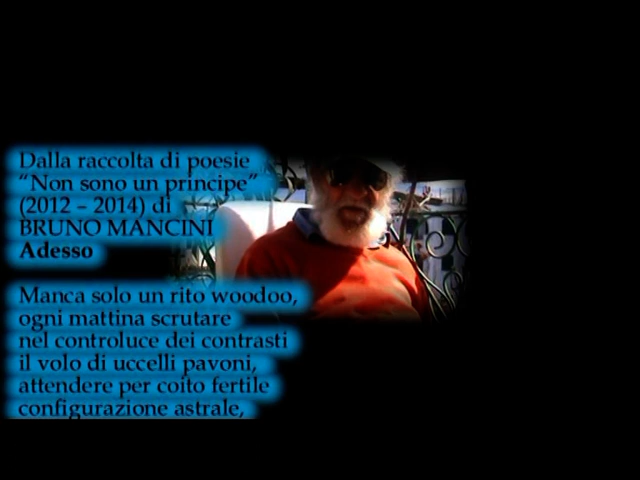 Dalla raccolta di poesie
“Non sono un principe”
(2012 – 2014) di
BRUNO MANCINI
Adesso
Manca solo un rito woodoo,
ogni mattina scrutare
nel controluce dei contrasti
il volo di uccelli pavoni,
attendere per coito fertile
configurazione astrale,